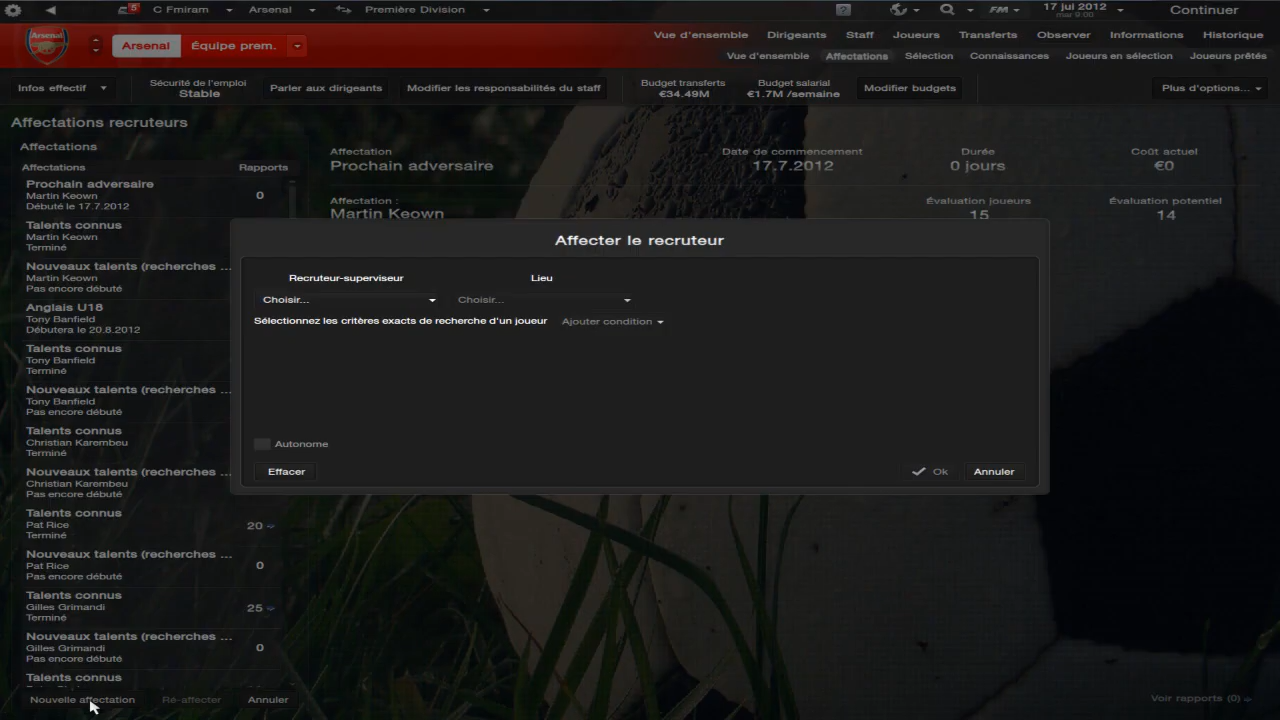 5 C Fmiram Arsenal Première Division ? FM 17 jui 2012 Continuer
mar 9:00
Arsenal
Arsenal Équipe prem.
Vue d'ensemble Dirigeants Staff Joueurs Transferts Observer Informations Historique
Vue d'ensemble Affectations Sélection Connaissances Joueurs en sélection Joueurs prêtés
Infos effectif
Sécurité de l'emploi
Stable
Parler aux dirigeants
Modifier les responsabilités du staff
Budget transferts
€34.49M
Budget salarial
€1.7M /semaine
Modifier budgets
Plus d'options...
Affectations recruteurs
Affectations
Affectations Rapports
Prochain adversaire
Martin Keown 0
Débuté le 17.7.2012
Talents connus
Martin Keown
Terminé
Nouveaux talents (recherches ...
Martin Keown
Pas encore débuté
Anglais U18
Tony Banfield
Débutera le 20.8.2012
Talents connus
Tony Banfield
Terminé
Nouveaux talents (recherches ...
Tony Banfield
Pas encore débuté
Talents connus
Christian Karembeu
Terminé
Nouveaux talents (recherches ...
Christian Karembeu
Pas encore débuté
Talents connus
Pat Rice 20
Terminé
Nouveaux talents (recherches ...
Pat Rice 0
Pas encore débuté
Talents connus
Gilles Grimandi 25
Terminé
Nouveaux talents (recherches ...
Gilles Grimandi 0
Pas encore débuté
Talents connus
Nouvelle affectation Ré-affecter Annuler
Affectation
Prochain adversaire
Date de commencement
17.7.2012
Durée
0 jours
Coût actuel
€0
Affectation :
Martin Keown
Évaluation joueurs
15
Évaluation potentiel
14
Affecter le recruteur
Recruteur-superviseur Lieu
Choisir... Choisir...
Sélectionnez les critères exacts de recherche d'un joueur Ajouter condition
Autonome
Effacer Ok Annuler
Voir rapports (0)